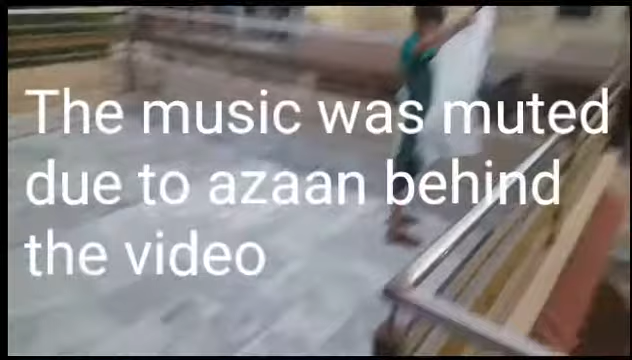 The music was muted
due to azaan behind
the video